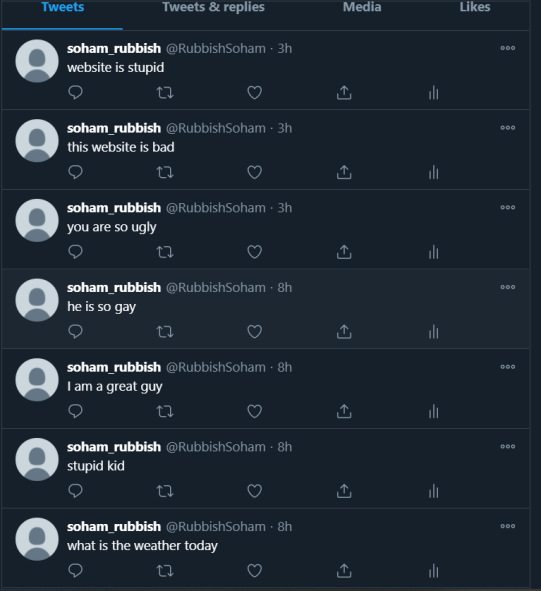 Tweets Tweets & replies Media Likes
soham_rubbish @RubbishSoham · 3h
website is stupid
soham_rubbish @RubbishSoham · 3h
this website is bad
soham_rubbish @RubbishSoham · 3h
you are so ugly
soham_rubbish @RubbishSoham · 8h
he is so gay
soham_rubbish @RubbishSoham · 8h
I am a great guy
soham_rubbish @RubbishSoham · 8h
stupid kid
soham_rubbish @RubbishSoham · 8h
what is the weather today